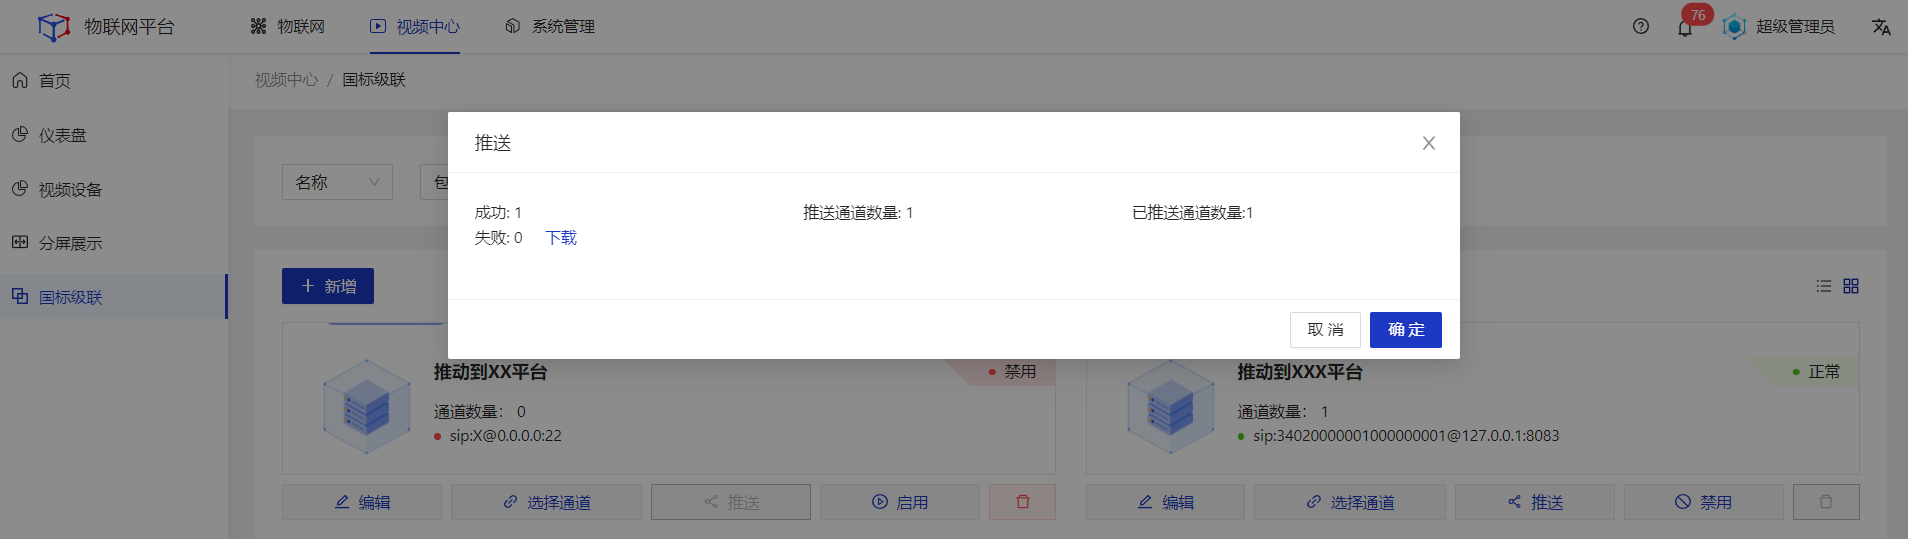 物联网平台 物联网 视频中心 系统管理 76 超级管理员
首页
仪表盘
视频设备
分屏展示
国标级联
视频中心 / 国标级联
名称 包
推送
成功: 1 推送通道数量: 1 已推送通道数量:1
失败: 0 下载
取 消 确 定
新增
推动到XX平台 禁用
通道数量： 0
sip:X@0.0.0.0:22
编辑 选择通道 推送 启用
推动到XXX平台 正常
通道数量： 1
sip:34020000001000000001@127.0.0.1:8083
编辑 选择通道 推送 禁用